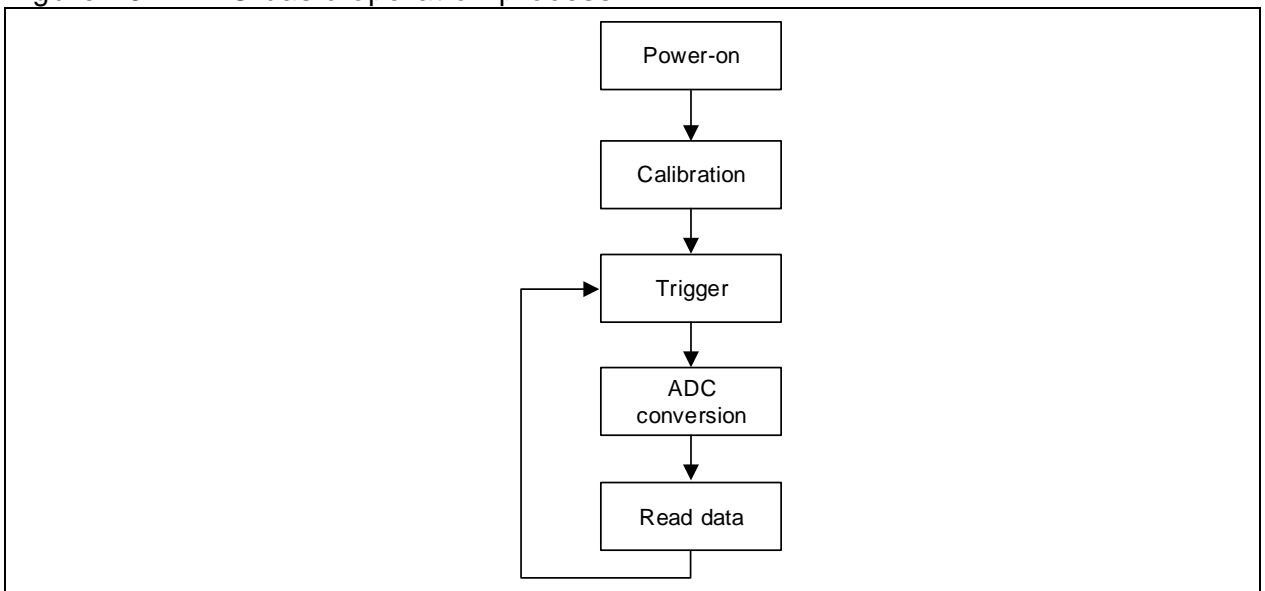 Power-on
Calibration
Trigger
ADC
conversion
Read data